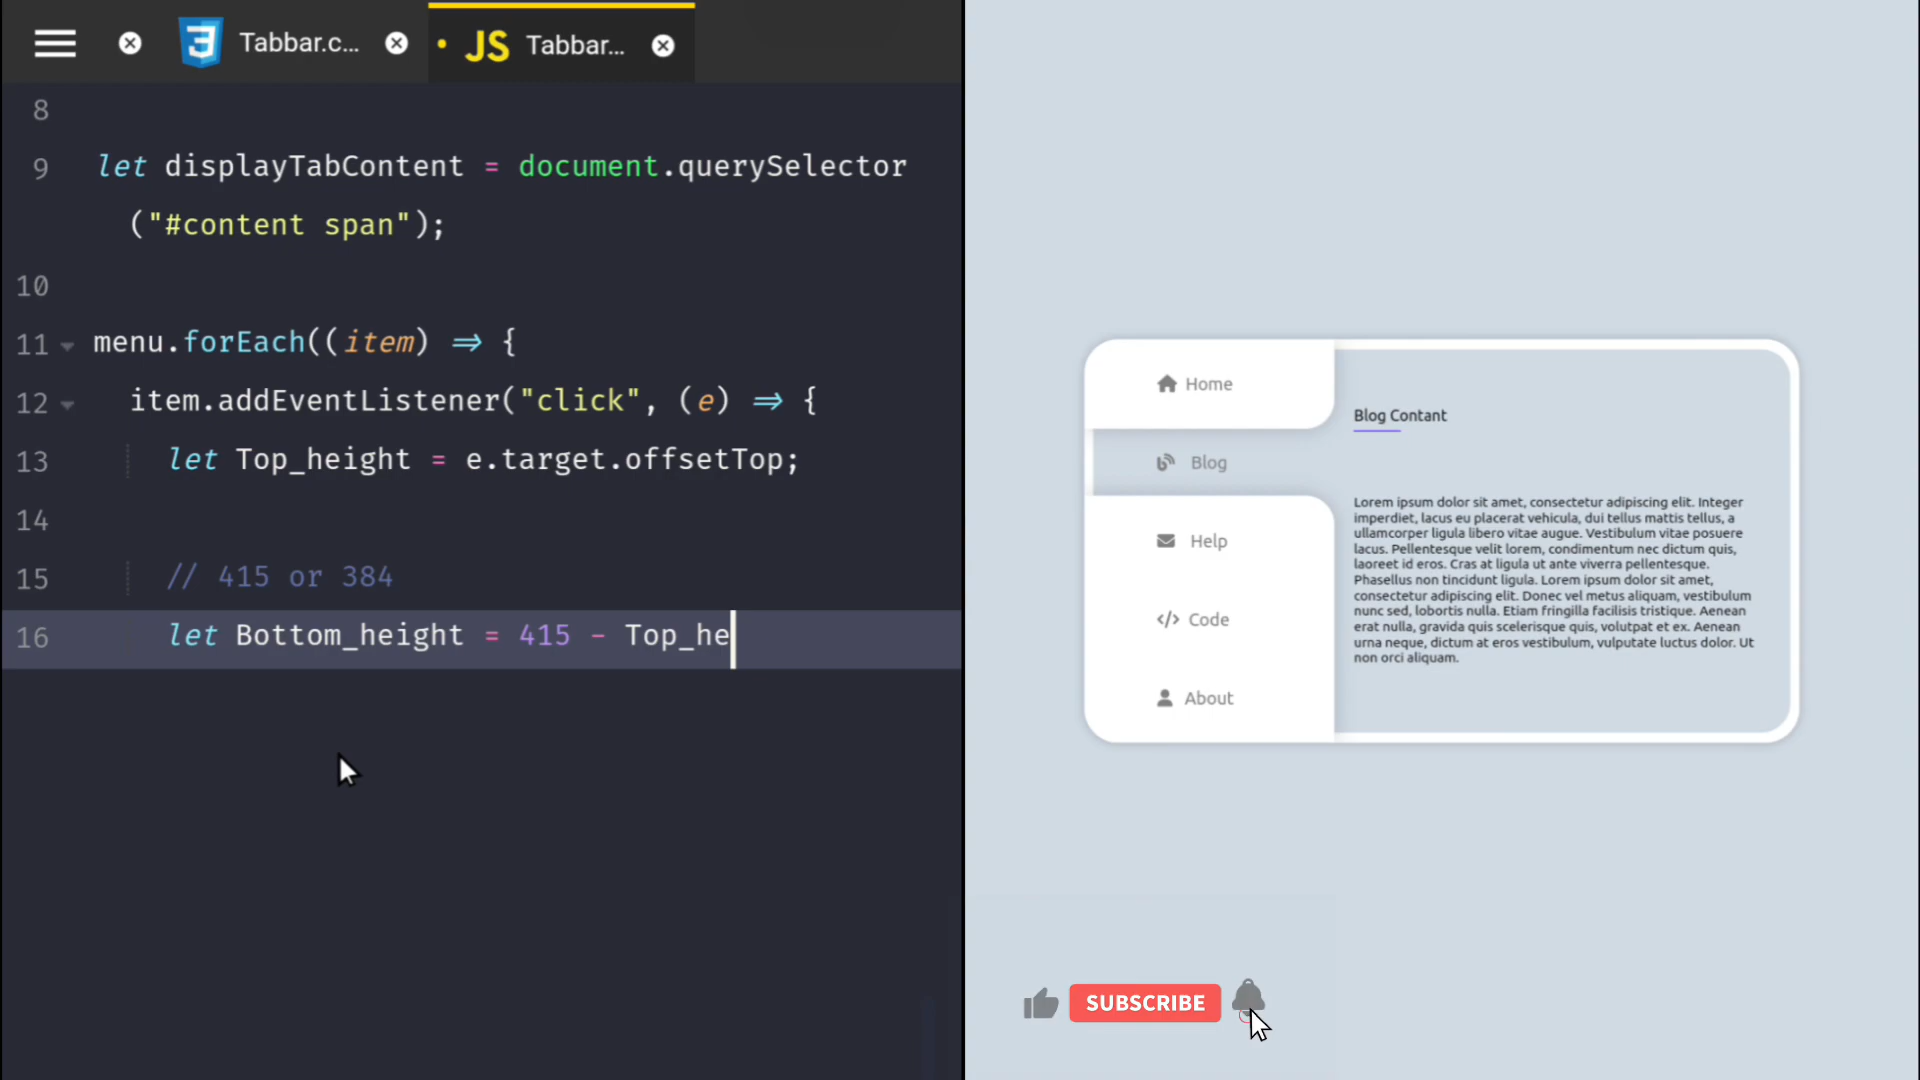 Tabbar.c...
JS Tabbar...
8
9 let displayTabContent = document.querySelector
("#content span");
10
11 menu.forEach((item) => {
12 item.addEventListener("click", (e) => {
13 let Top_height = e.target.offsetTop;
14
15 // 415 or 384
16 let Bottom_height = 415 - Top_he
Home
Blog
Help
</> Code
About
Blog Contant
Lorem ipsum dolor sit amet, consectetur adipiscing elit. Integer
imperdiet, lacus eu placerat vehicula, dui tellus mattis tellus, a
ullamcorper ligula libero vitae augue. Vestibulum vitae posuere
lacus. Pellentesque velit lorem, condimentum nec dictum quis,
laoreet id eros. Cras at ligula ut ante viverra pellentesque.
Phasellus non tincidunt ligula. Lorem ipsum dolor sit amet,
consectetur adipiscing elit. Donec vel metus aliquam, vestibulum
nunc sed, lobortis nulla. Etiam fringilla facilisis tristique. Aenean
erat nulla, gravida quis scelerisque quis, volutpat et ex. Aenean
urna neque, dictum at eros vestibulum, vulputate luctus dolor. Ut
non orci aliquam.
SUBSCRIBE